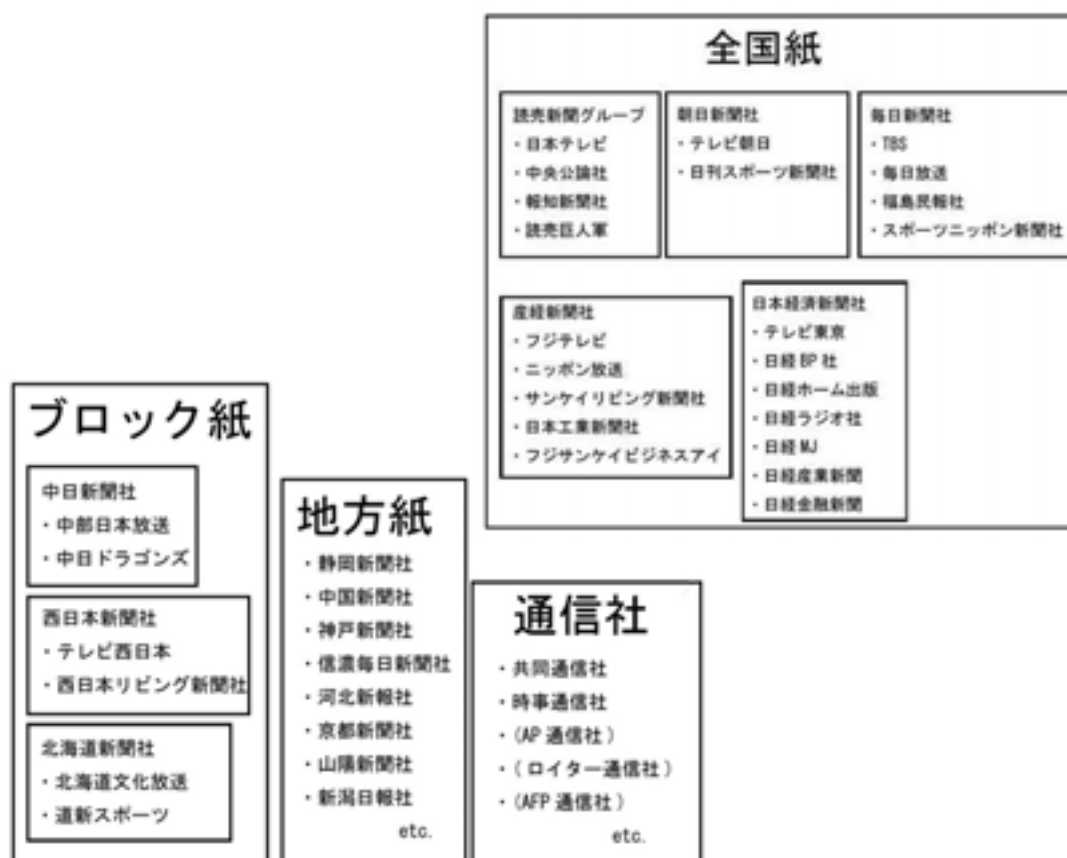 全国紙
読売新聞グループ
・日本テレビ
・中央公論社
・報知新聞社
・読売巨人軍
朝日新聞社
・テレビ朝日
・日刊スポーツ新聞社
毎日新聞社
・TBS
・毎日放送
・福島民報社
・スポーツニッポン新聞社
産経新聞社
・フジテレビ
・ニッポン放送
・サンケイリビング新聞社
・日本工業新聞社
・フジサンケイビジネスアイ
日本経済新聞社
・テレビ東京
・日経BP社
・日経ホーム出版
・日経ラジオ社
・日経MJ
・日経産業新聞
・日経金融新聞
ブロック紙
中日新聞社
・中部日本放送
・中日ドラゴンズ
西日本新聞社
・テレビ西日本
・西日本リビング新聞社
北海道新聞社
・北海道文化放送
・道新スポーツ
地方紙
・静岡新聞社
・中国新聞社
・神戸新聞社
・信濃毎日新聞社
・河北新報社
・京都新聞社
・山陽新聞社
・新潟日報社
etc.
通信社
・共同通信社
・時事通信社
・(AP通信社)
・(ロイター通信社)
・(AFP通信社)
etc.